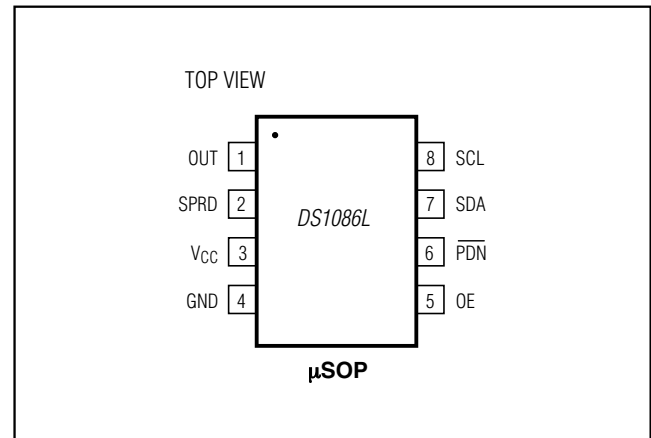 TOP VIEW
OUT 1
SPRD 2
VCC 3
GND 4
DS1086L
8 SCL
7 SDA
6 P̅D̅N̅
5 OE
µSOP